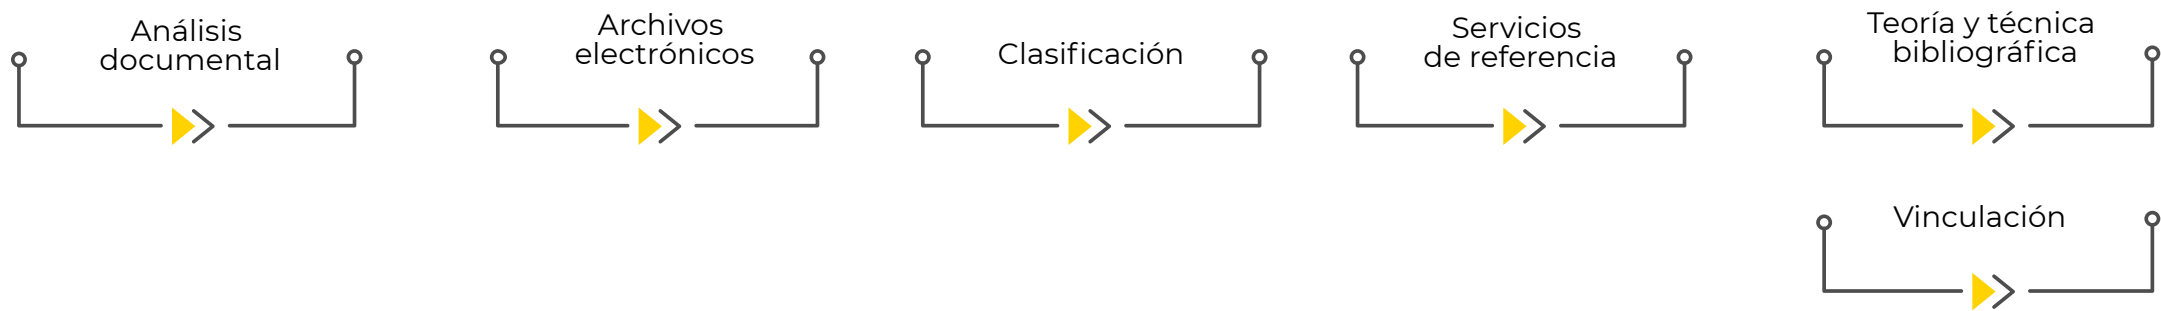 Análisis
documental
Archivos
electrónicos
Clasificación
Servicios
de referencia
Teoría y técnica
bibliográfica
Vinculación